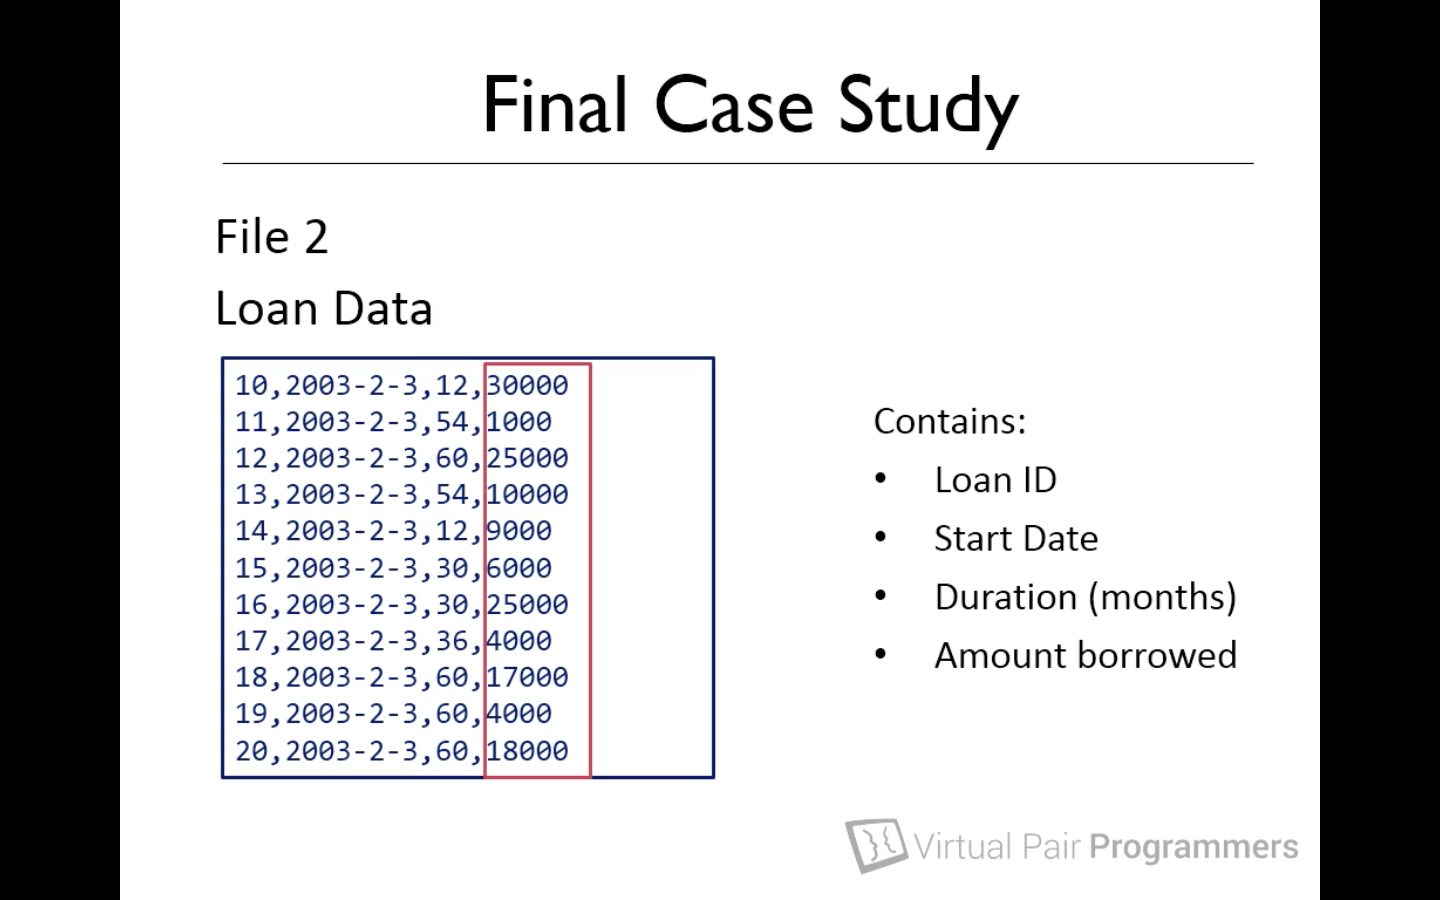 Final Case Study
File 2
Loan Data
10,2003-2-3,12,30000
11,2003-2-3,54,1000
12,2003-2-3,60,25000
13,2003-2-3,54,10000
14,2003-2-3,12,9000
15,2003-2-3,30,6000
16,2003-2-3,30,25000
17,2003-2-3,36,4000
18,2003-2-3,60,17000
19,2003-2-3,60,4000
20,2003-2-3,60,18000
Contains:
• Loan ID
• Start Date
• Duration (months)
• Amount borrowed
Virtual Pair Programmers